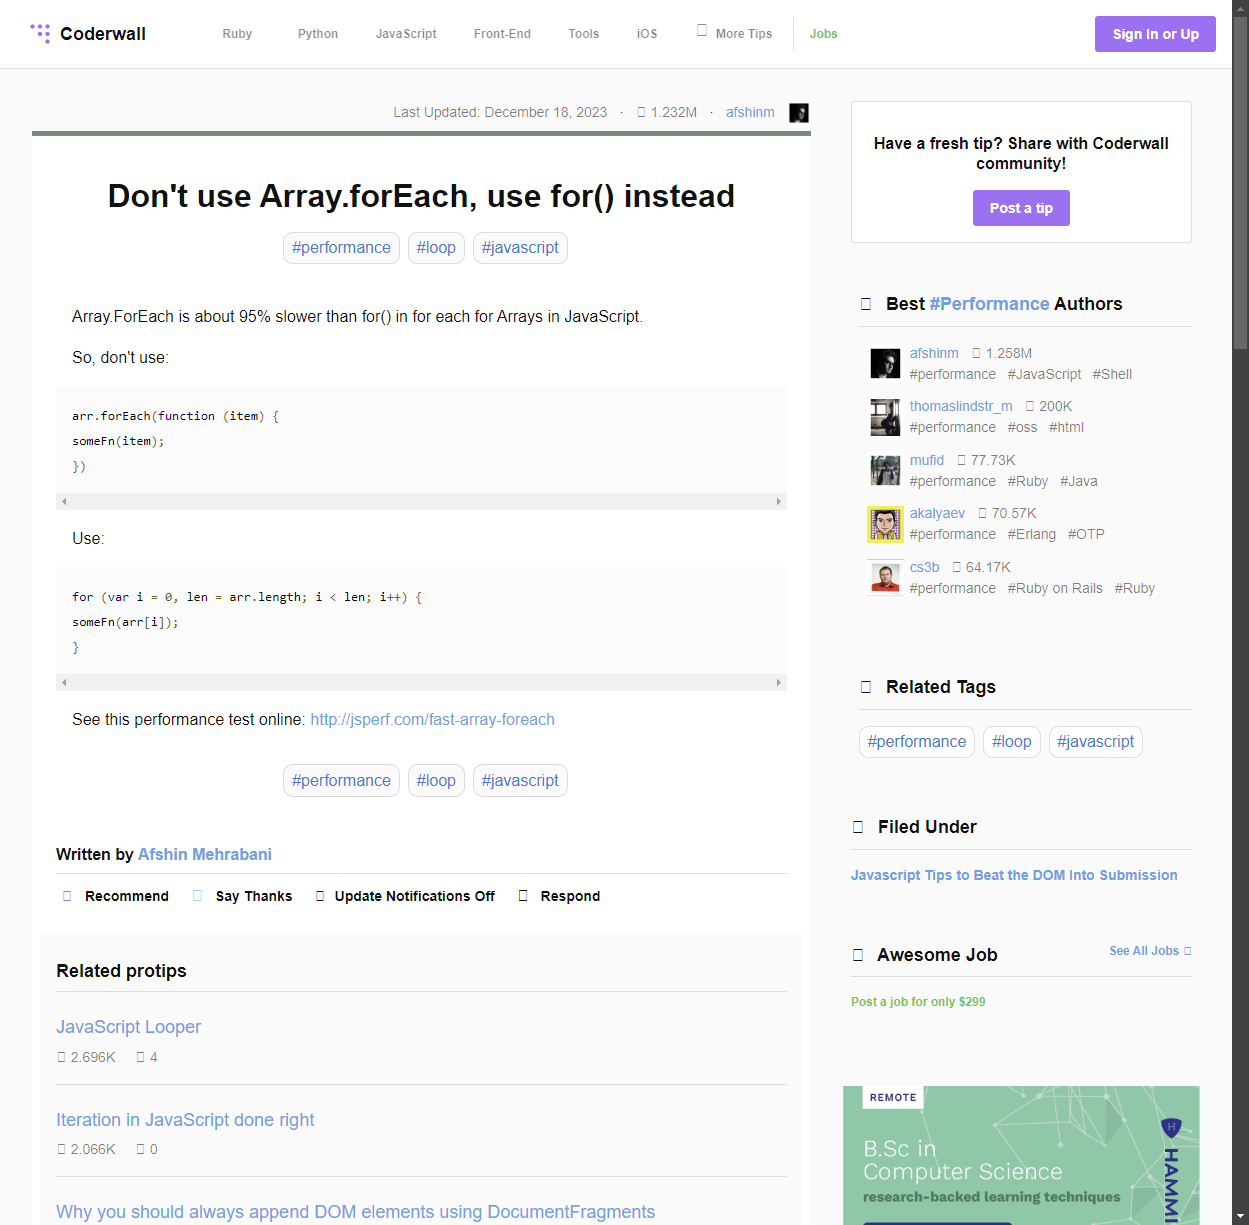 Coderwall
Ruby
Python
JavaScript
Front-End
Tools
iOS
More Tips
Jobs
Sign In or Up
Last Updated: December 18, 2023 · 1.232M · afshinm
Don't use Array.forEach, use for() instead
#performance #loop #javascript
Array.ForEach is about 95% slower than for() in for each for Arrays in JavaScript.
So, don't use:
arr.forEach(function (item) {
someFn(item);
})
Use:
for (var i = 0, len = arr.length; i < len; i++) {
someFn(arr[i]);
}
See this performance test online: http://jsperf.com/fast-array-foreach
#performance #loop #javascript
Written by Afshin Mehrabani
Recommend
Say Thanks
Update Notifications Off
Respond
Related protips
JavaScript Looper
2.696K 4
Iteration in JavaScript done right
2.066K 0
Why you should always append DOM elements using DocumentFragments
Have a fresh tip? Share with Coderwall
community!
Post a tip
Best #Performance Authors
afshinm 1.258M
#performance #JavaScript #Shell
thomaslindstr_m 200K
#performance #oss #html
mufid 77.73K
#performance #Ruby #Java
akalyaev 70.57K
#performance #Erlang #OTP
cs3b 64.17K
#performance #Ruby on Rails #Ruby
Related Tags
#performance #loop #javascript
Filed Under
Javascript Tips to Beat the DOM Into Submission
Awesome Job
See All Jobs
Post a job for only $299
REMOTE
B.Sc in
Computer Science
research-backed learning techniques
H